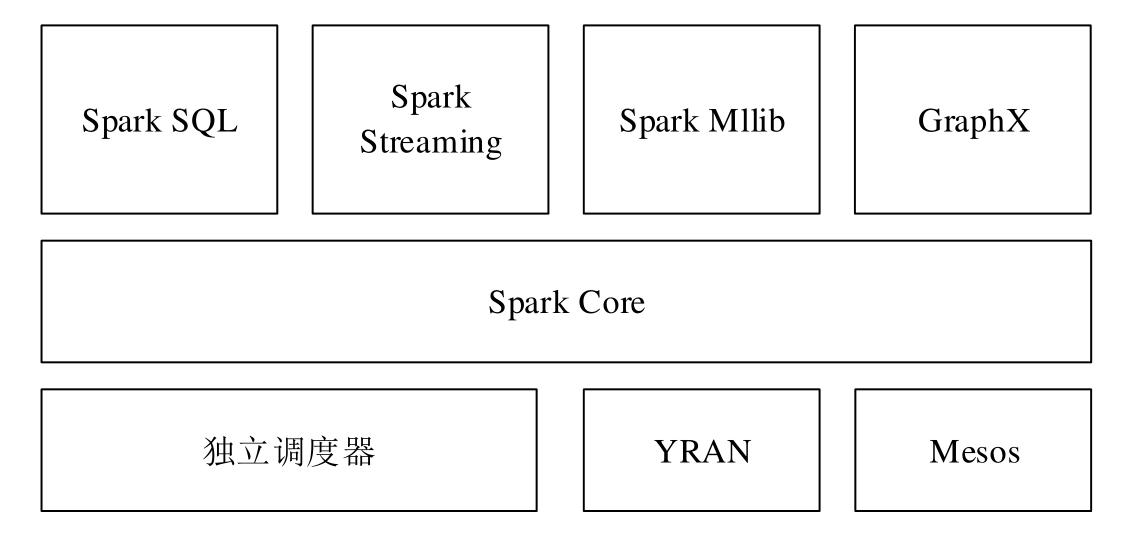 Spark SQL
Spark
Streaming
Spark Mllib
GraphX
Spark Core
独立调度器
YRAN
Mesos